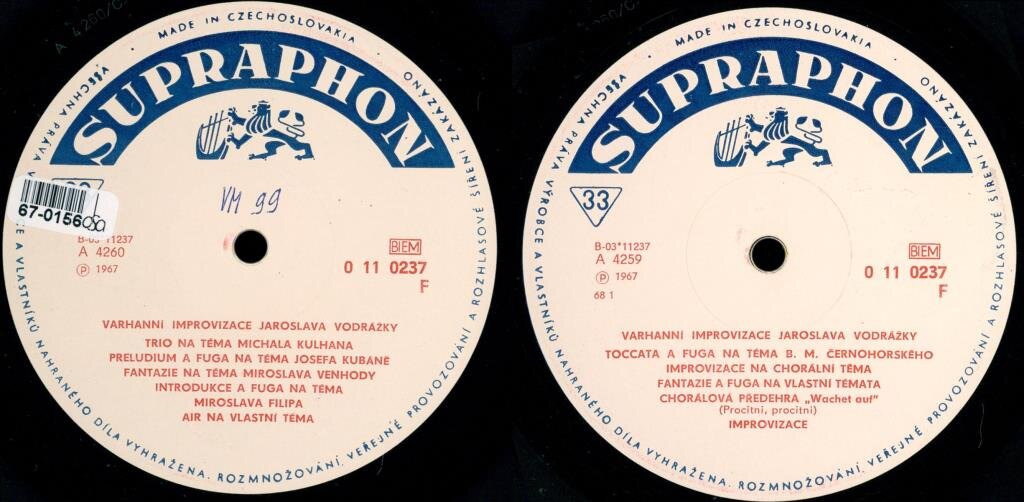 A 4260/C
MADE IN CZECHOSLOVAKIA
VŠECHNA PRÁVA
E A VLASTNÍKŮ NAHRANÉHO DÍLA VYHRAŽENA. ROZMNOŽOVÁNÍ, VEŘEJNÉ PROVOZOVÁNÍ A ROZHLASOVÉ ŠÍŘENÍ ZAKÁZÁNO
SUPRAPHON
VM 99
67-0156
B-03*11237
A 4260
Ⓟ 1967
BIEM
0 11 0237
F
VARHANNÍ IMPROVIZACE JAROSLAVA VODRÁŽKY
TRIO NA TÉMA MICHALA KULHANA
PRELUDIUM A FUGA NA TÉMA JOSEFA KUBÁNĚ
FANTAZIE NA TÉMA MIROSLAVA VENHODY
INTRODUKCE A FUGA NA TÉMA
MIROSLAVA FILIPA
AIR NA VLASTNÍ TÉMA
MADE IN CZECHOSLOVAKIA
VŠECHNA PRÁVA VÝROBCE A VLASTNÍKŮ NAHRANÉHO DÍLA VYHRAŽENA. ROZMNOŽOVÁNÍ, VEŘEJNÉ PROVOZOVÁNÍ A ROZHLASOVÉ ŠÍŘENÍ ZAKÁZÁNO
SUPRAPHON
33
B-03*11237
A 4259
Ⓟ 1967
68 1
BIEM
0 11 0237
F
VARHANNÍ IMPROVIZACE JAROSLAVA VODRÁŽKY
TOCCATA A FUGA NA TÉMA B. M. ČERNOHORSKÉHO
IMPROVIZACE NA CHORÁLNÍ TÉMA
FANTAZIE A FUGA NA VLASTNÍ TÉMATA
CHORÁLOVÁ PŘEDEHRA „Wachet auf"
(Procitni, procitni)
IMPROVIZACE